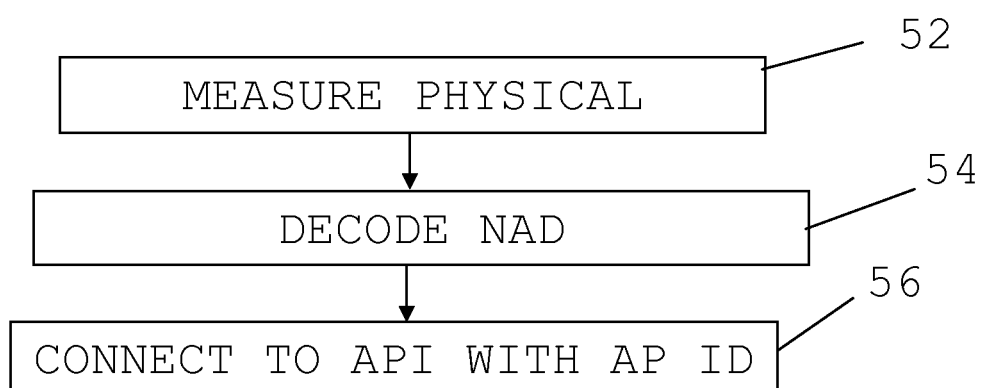 52
MEASURE PHYSICAL
54
DECODE NAD
56
CONNECT TO API WITH AP ID